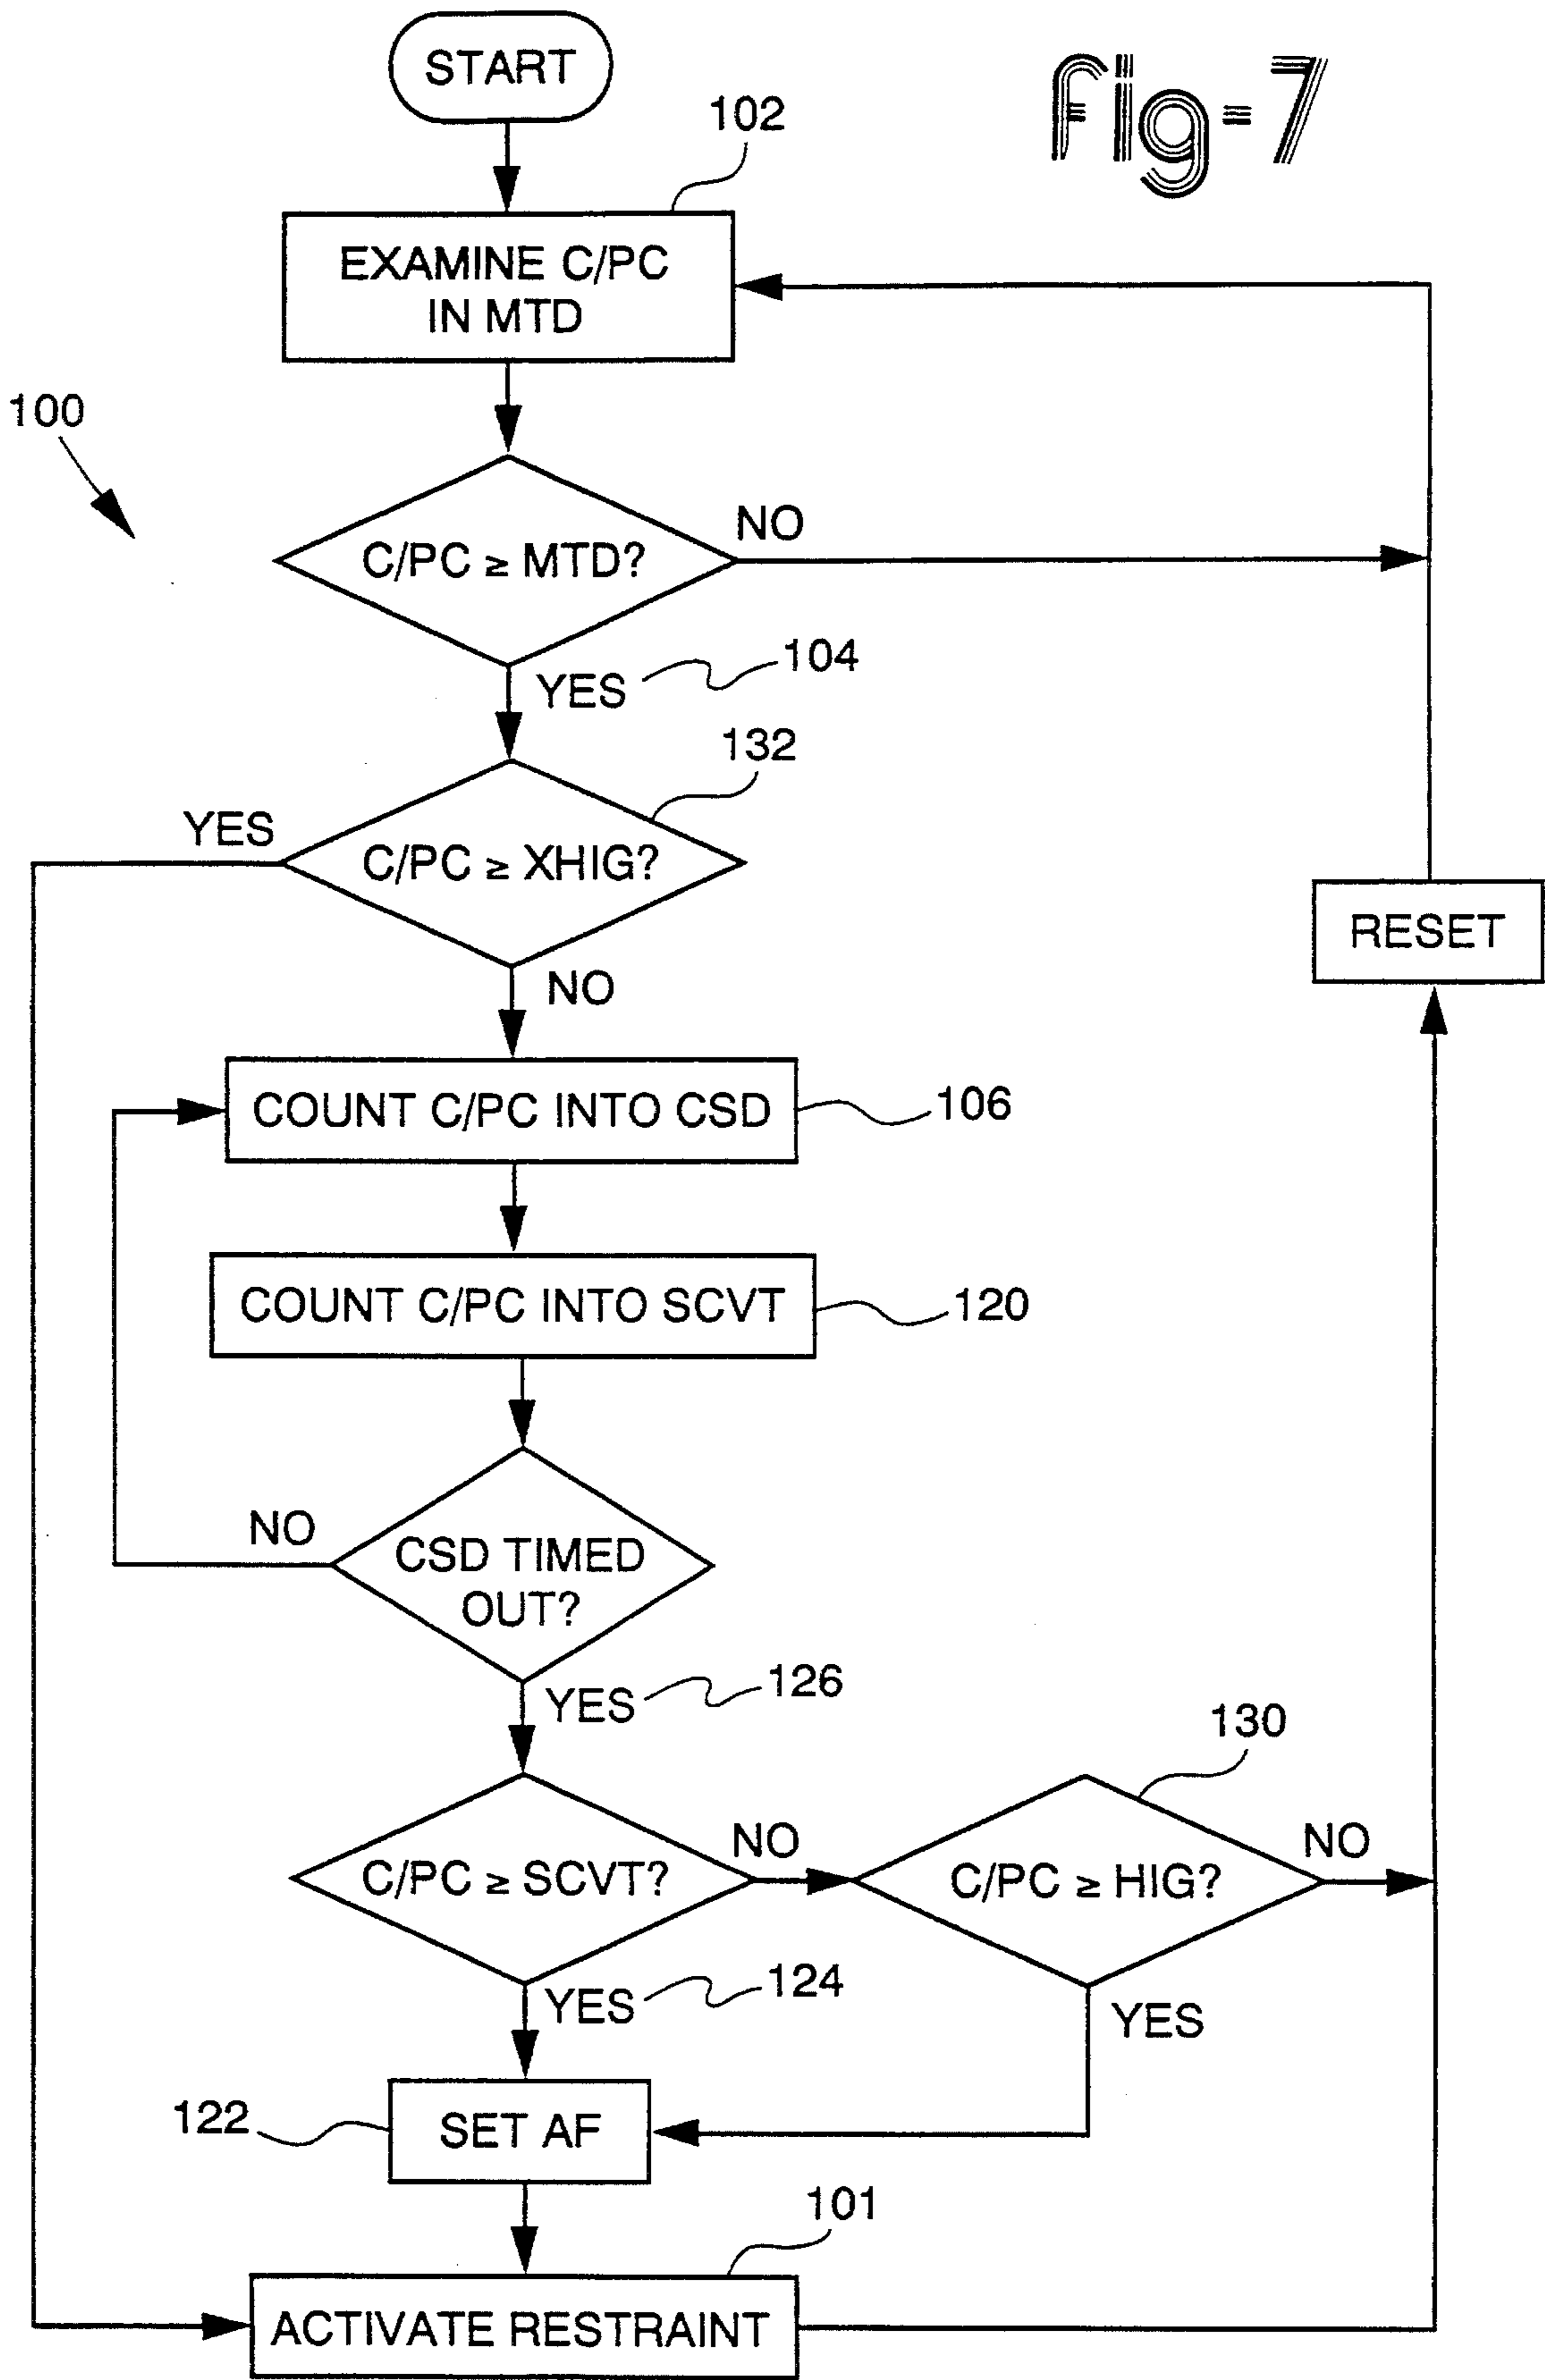 START
Fig-7
102
EXAMINE C/PC
IN MTD
100
C/PC ≥ MTD?
NO
YES
104
132
YES
C/PC ≥ XHIG?
NO
RESET
COUNT C/PC INTO CSD
106
COUNT C/PC INTO SCVT
120
NO
CSD TIMED
OUT?
YES
126
130
C/PC ≥ SCVT?
NO
C/PC ≥ HIG?
NO
YES
124
YES
122
SET AF
101
ACTIVATE RESTRAINT